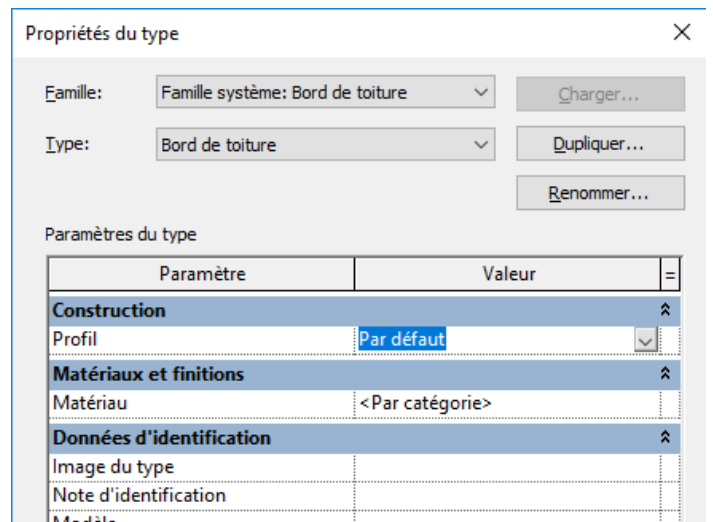 Propriétés du type
Famille: Famille système: Bord de toiture Charger...
Type: Bord de toiture Dupliquer...
Renommer...
Paramètres du type
Paramètre Valeur =
Construction
Profil Par défaut
Matériaux et finitions
Matériau <Par catégorie>
Données d'identification
Image du type
Note d'identification
Modèle